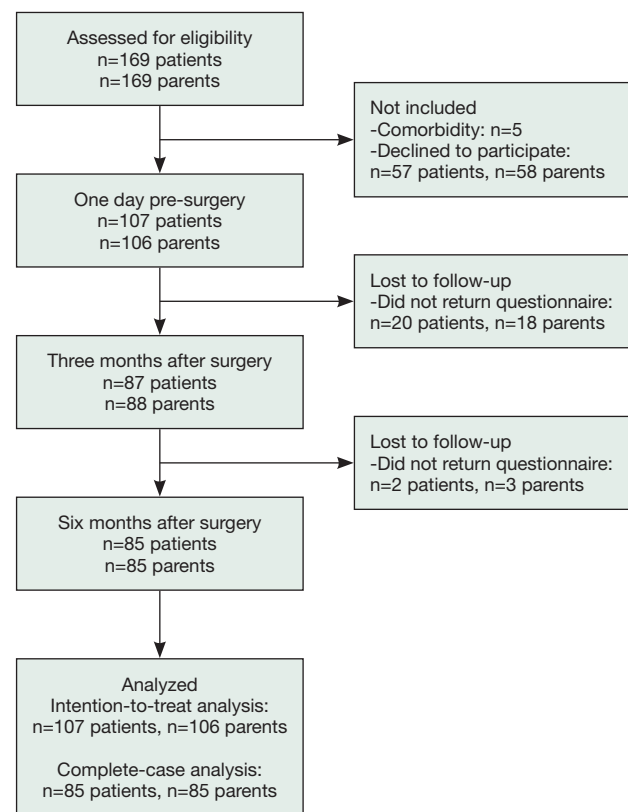 Assessed for eligibility
n=169 patients
n=169 parents
Not included
-Comorbidity: n=5
-Declined to participate:
n=57 patients, n=58 parents
One day pre-surgery
n=107 patients
n=106 parents
Lost to follow-up
-Did not return questionnaire:
n=20 patients, n=18 parents
Three months after surgery
n=87 patients
n=88 parents
Lost to follow-up
-Did not return questionnaire:
n=2 patients, n=3 parents
Six months after surgery
n=85 patients
n=85 parents
Analyzed
Intention-to-treat analysis:
n=107 patients, n=106 parents
Complete-case analysis:
n=85 patients, n=85 parents